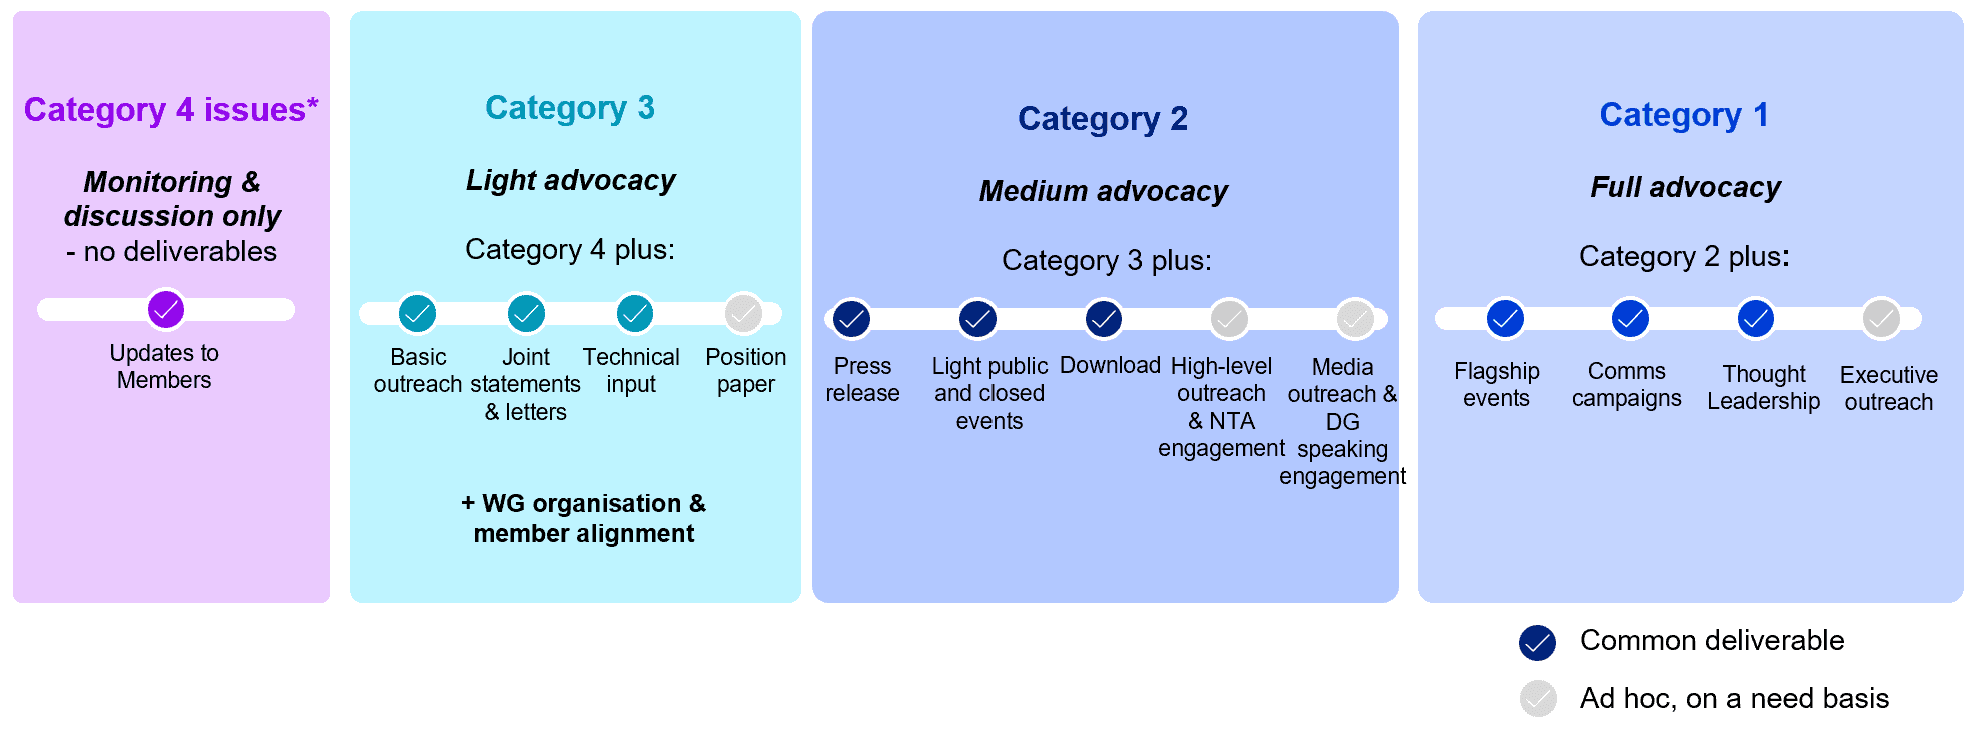 Category 4 issues*
Monitoring &
discussion only
- no deliverables
Updates to
Members
Category 3
Light advocacy
Category 4 plus:
Basic
outreach
Joint
statements
& letters
Technical
input
Position
paper
+ WG organisation &
member alignment
Category 2
Medium advocacy
Category 3 plus:
Press
release
Light public
and closed
events
Download
High-level
outreach
& NTA
engagement
Media
outreach &
DG
speaking
engagement
Category 1
Full advocacy
Category 2 plus:
Flagship
events
Comms
campaigns
Thought
Leadership
Executive
outreach
Common deliverable
Ad hoc, on a need basis